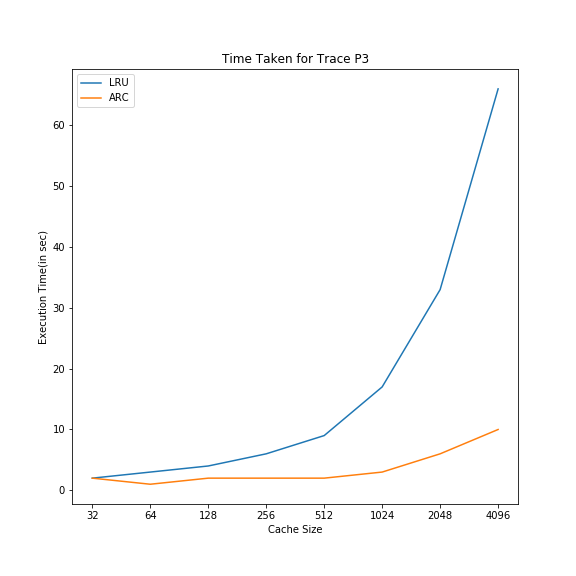 Time Taken for Trace P3
LRU
ARC
Execution Time(in sec)
60
50
40
30
20
10
0
32 64 128 256 512 1024 2048 4096
Cache Size